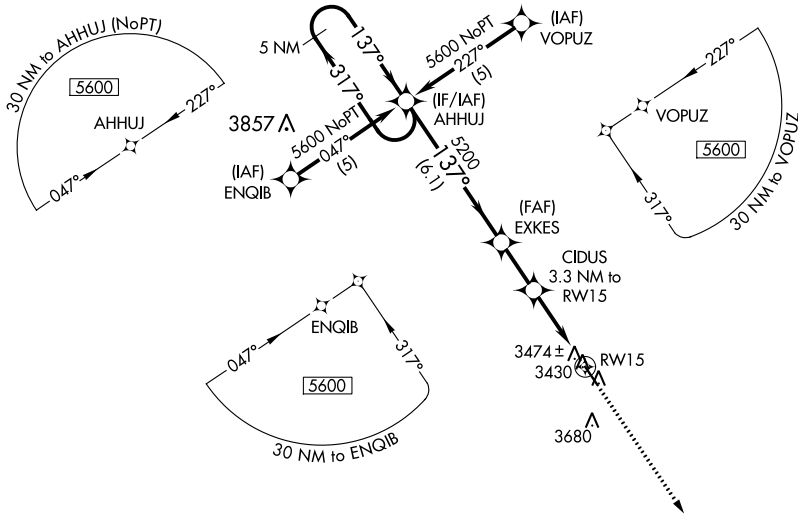 30 NM to AHHUJ (NoPT)
5600
227°
AHHUJ
047°
5 NM
137°
317°
5600 NoPT
227°
(5)
(IAF)
VOPUZ
(IF/IAF)
AHHUJ
3857
5600 NoPT
047°
(5)
(IAF)
ENQIB
5200
137°
(6.1)
227°
VOPUZ
5600
317°
30 NM to VOPUZ
(FAF)
EXKES
CIDUS
3.3 NM to
RW15
ENQIB
047°
317°
5600
30 NM to ENQIB
3474±
3430
RW15
3680